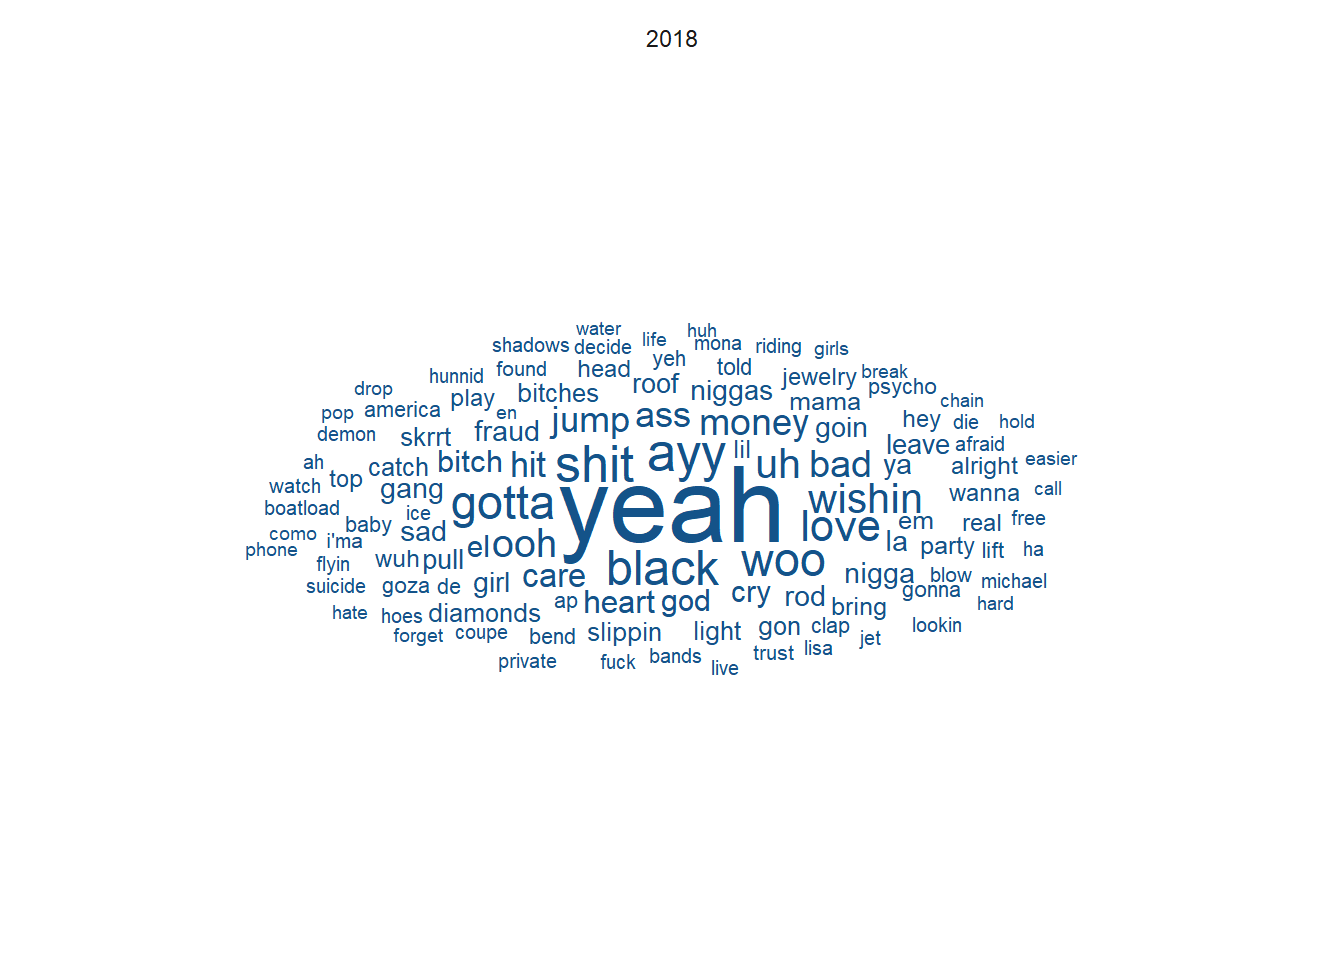 2018
water life huh
shadows decide mona riding girls
hunnid found head yeh told jewelry break
drop play bitches roof niggas psycho
pop america en mama chain
demon skrrt fraud jump ass money goin hey die hold
ah catch bitch hit shit ayy lil uh bad ya leave afraid easier
watch top gang alright call
boatload ice gotta yeah wishin wanna
como baby sad love em real free
phone i'ma el ooh la party lift ha
flyin wuh pull black woo
suicide goza de girl care nigga blow michael
hate hoes diamonds ap heart god cry rod bring gonna hard
forget coupe bend slippin light gon clap jet lookin
private fuck bands live trust lisa